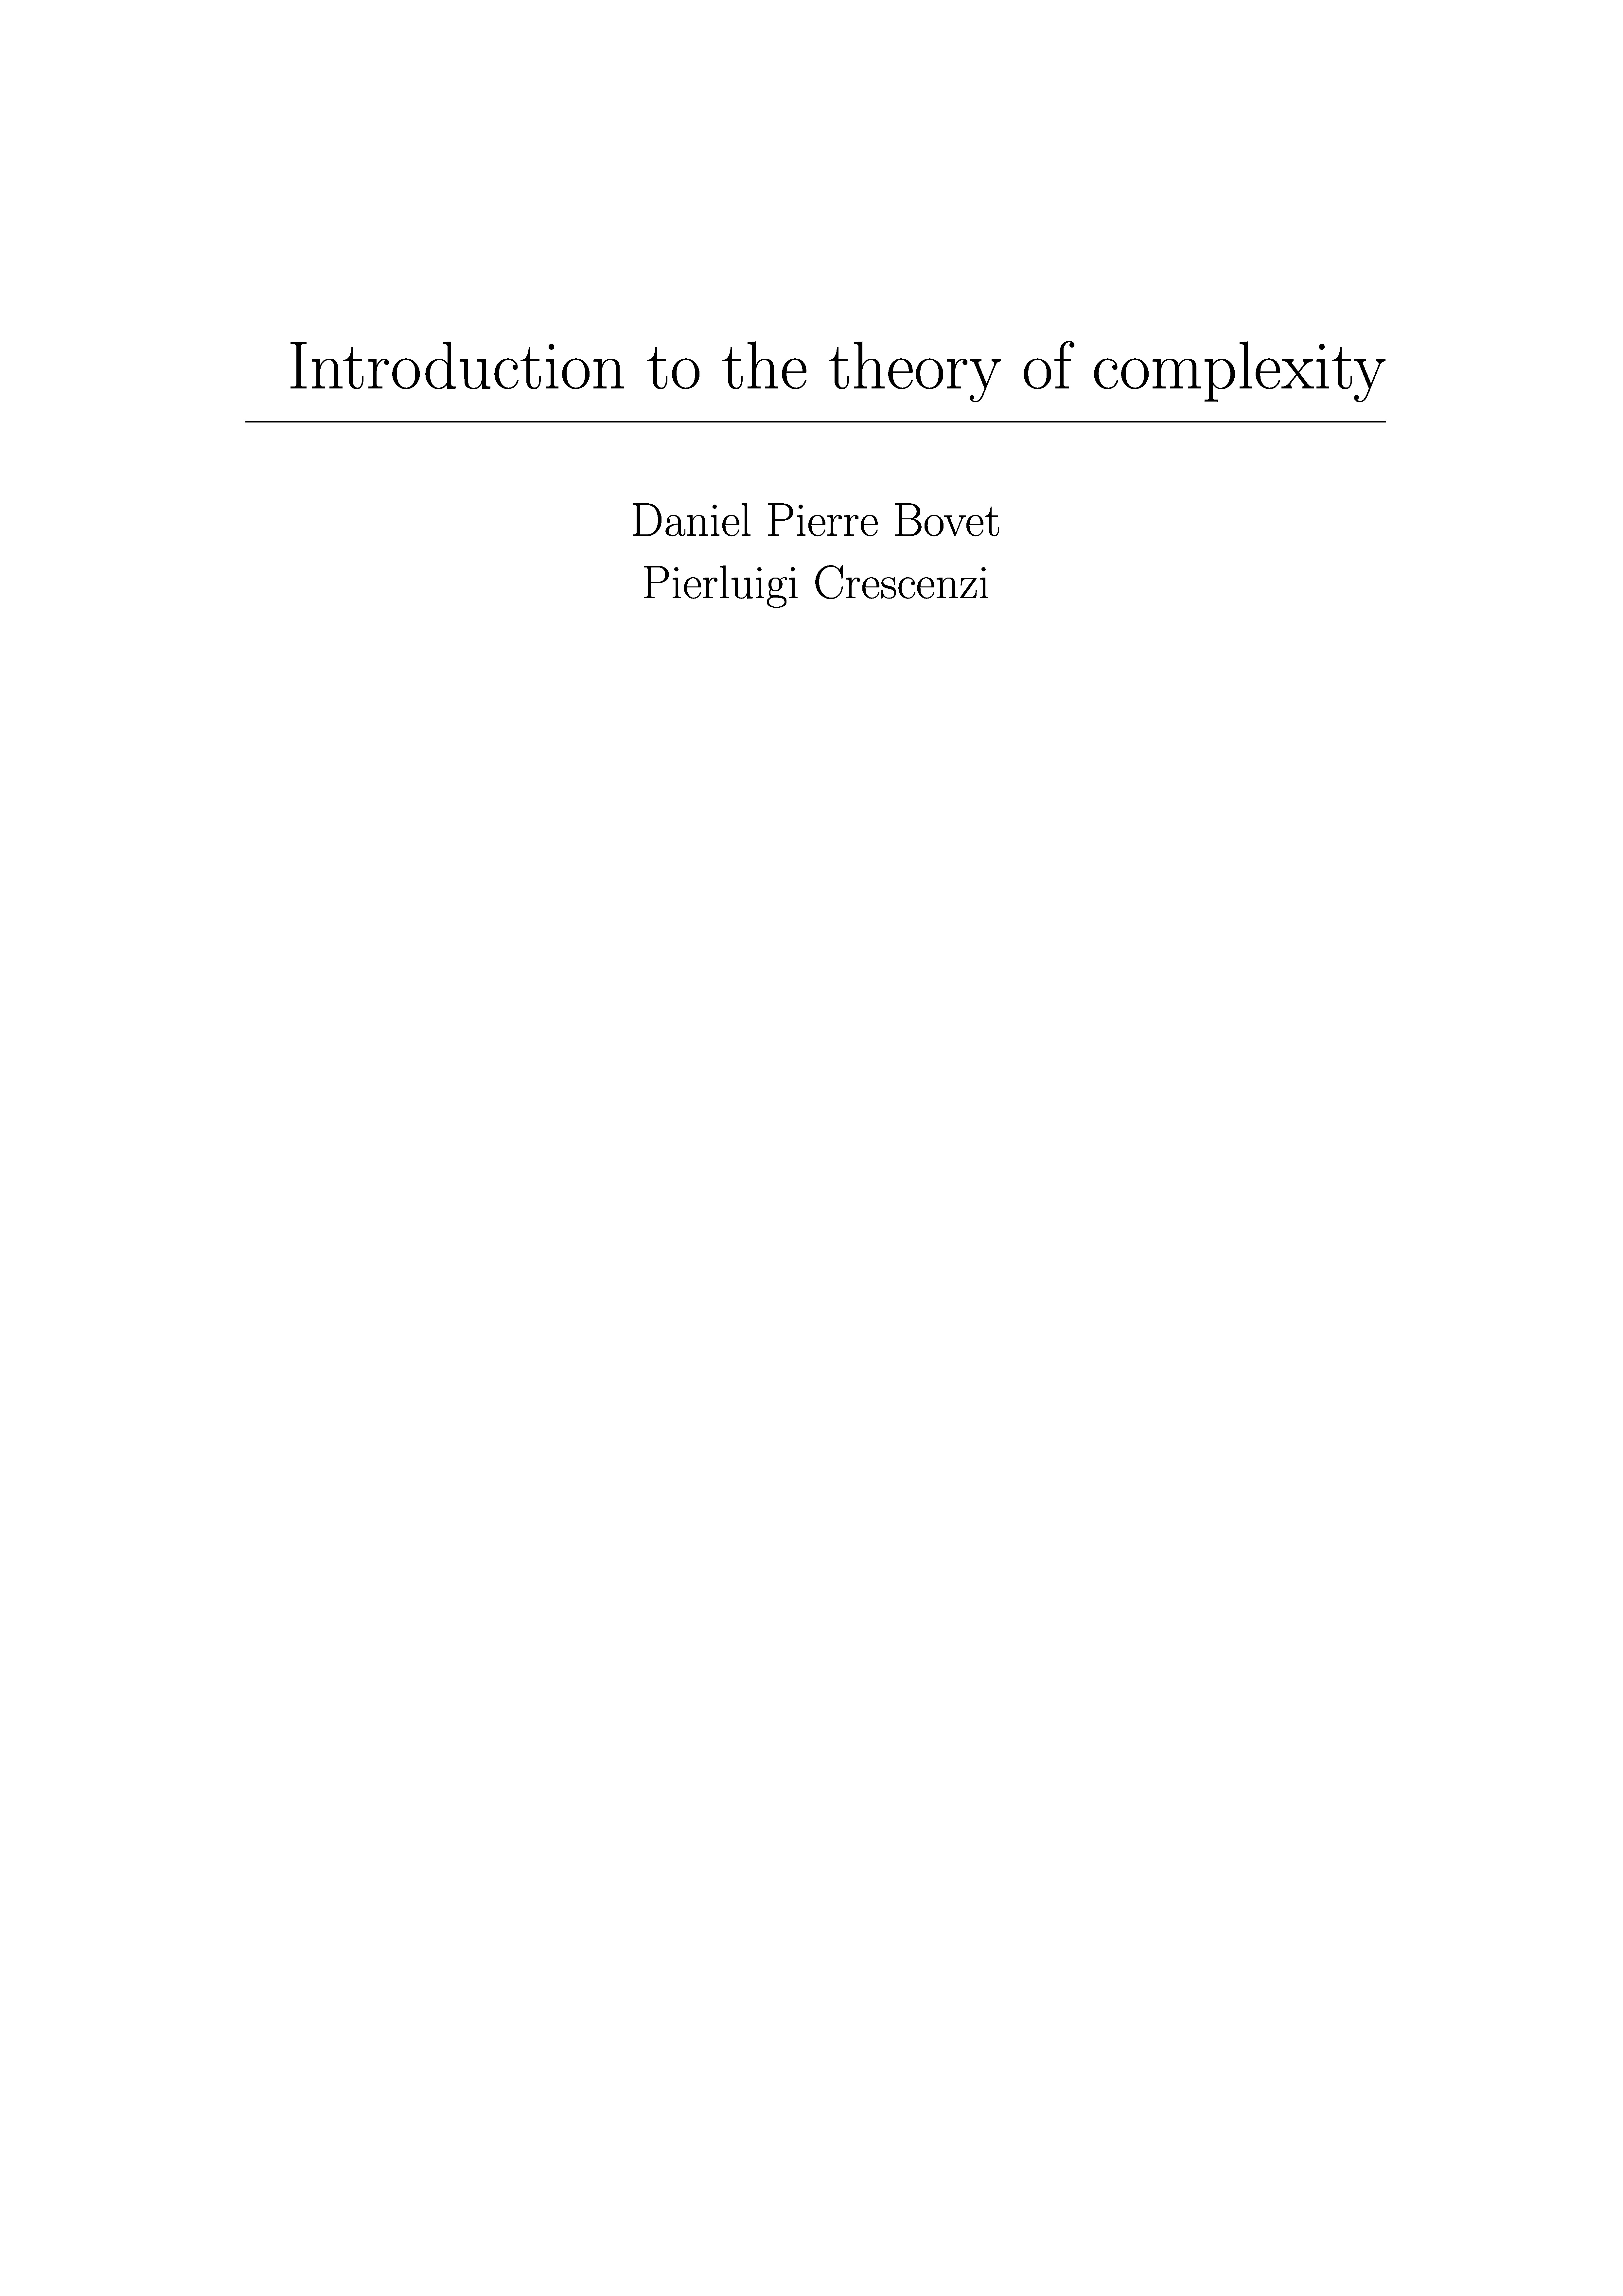 Introduction to the theory of complexity
Daniel Pierre Bovet
Pierluigi Crescenzi